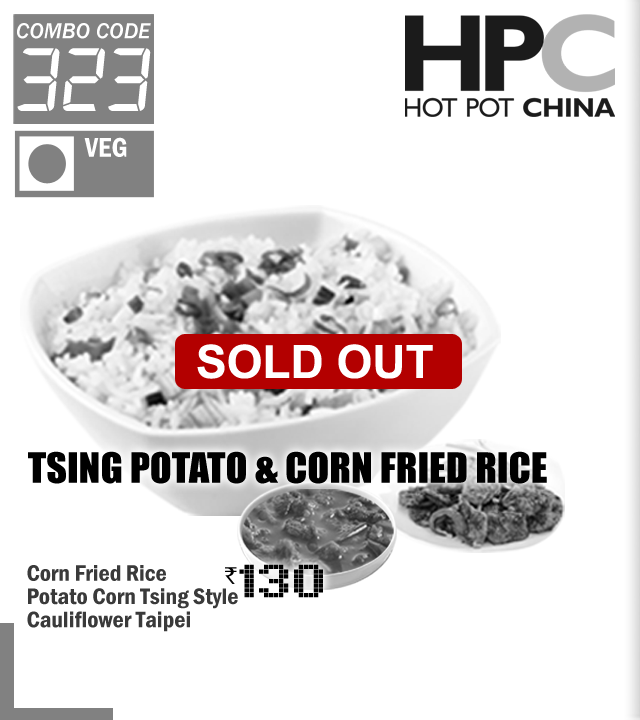 COMBO CODE
323
VEG
HPC
HOT POT CHINA
SOLD OUT
TSING POTATO & CORN FRIED RICE
Corn Fried Rice
Potato Corn Tsing Style
Cauliflower Taipei
₹130